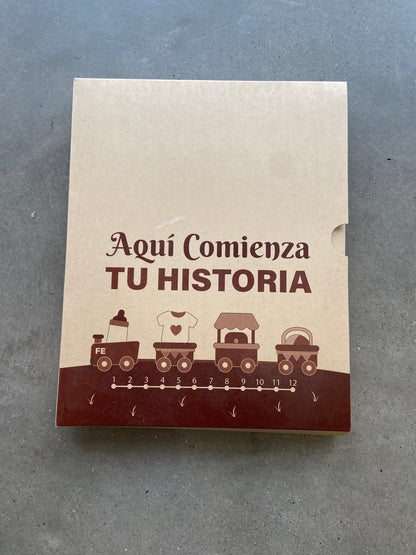 Aquí Comienza
TU HISTORIA
FE
1 2 3 4 5 6 7 8 9 10 11 12